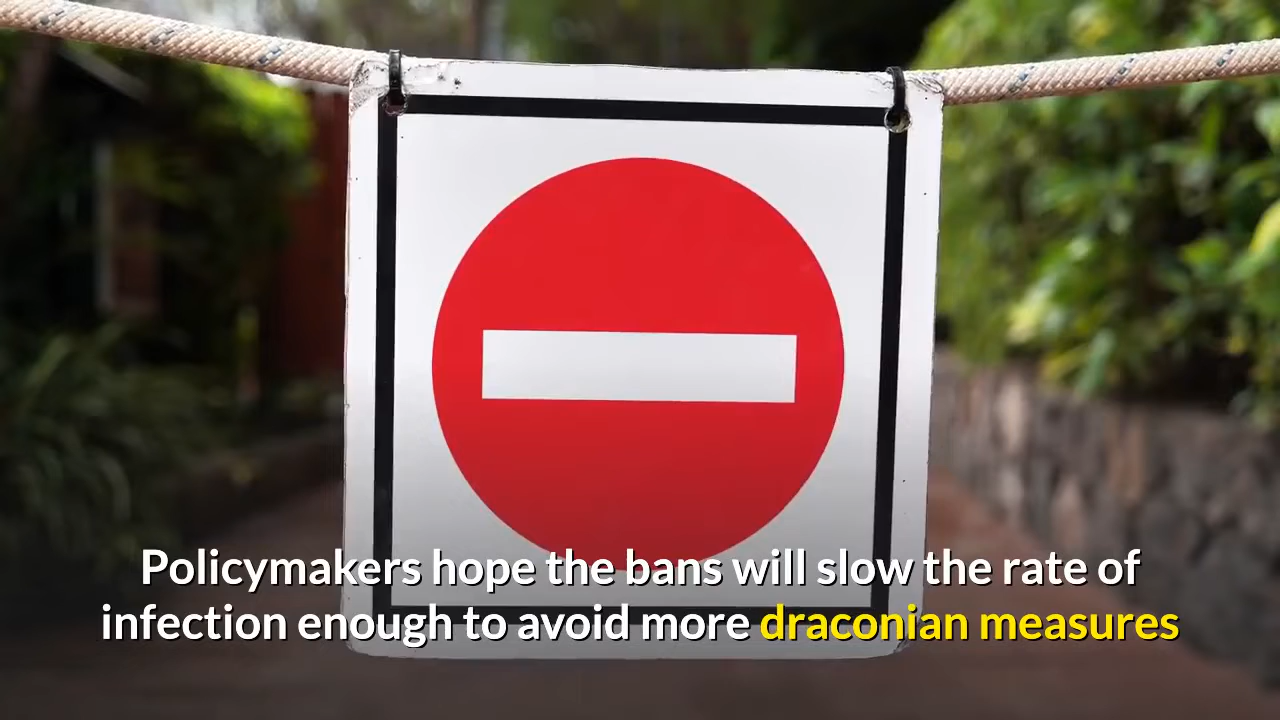 Policymakers hope the bans will slow the rate of
infection enough to avoid more draconian measures